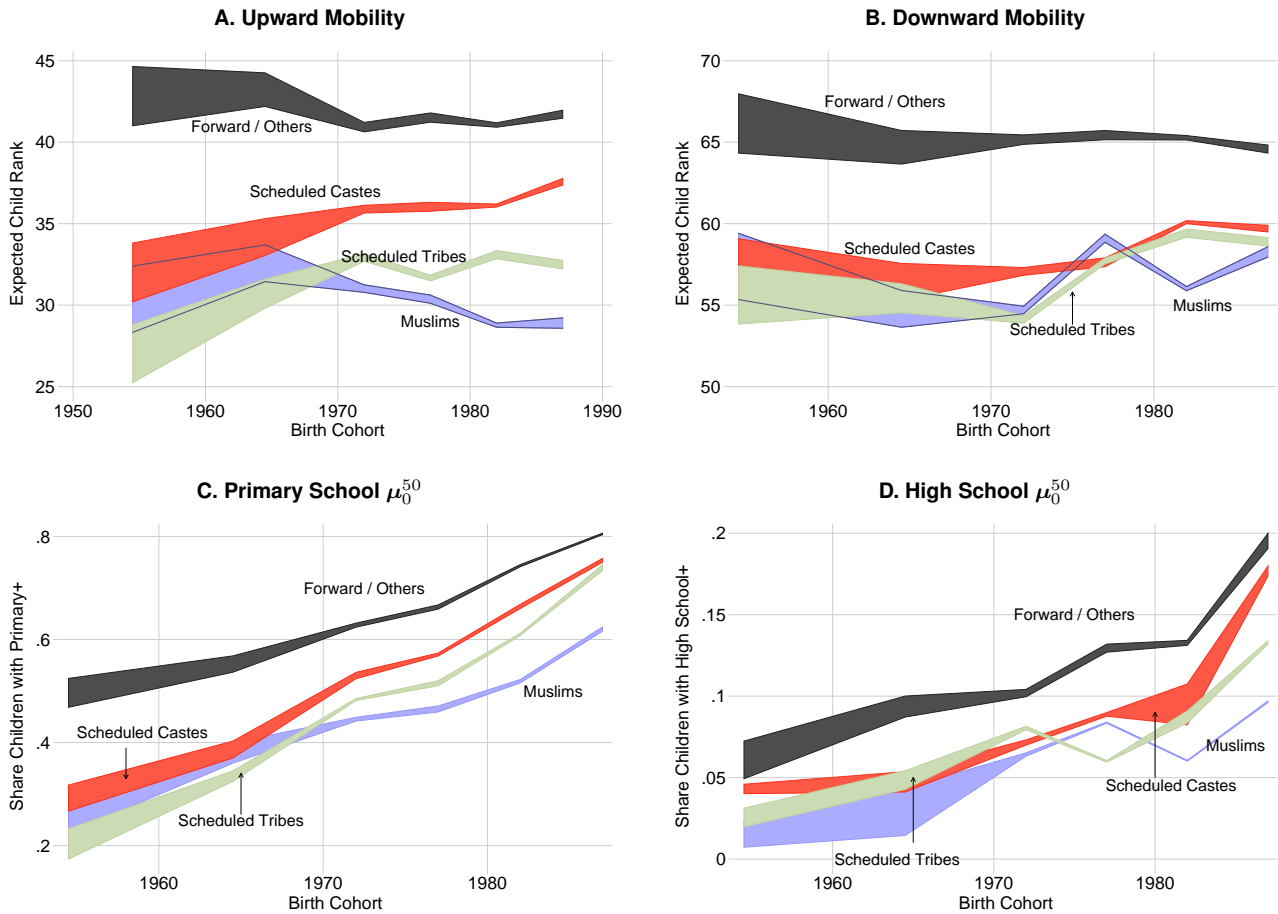 A. Upward Mobility
Expected Child Rank
45
40
35
30
25
Forward / Others
Scheduled Castes
Scheduled Tribes
Muslims
1950 1960 1970 1980 1990
Birth Cohort
B. Downward Mobility
Expected Child Rank
70
65
60
55
50
Forward / Others
Scheduled Castes
Muslims
Scheduled Tribes
1960 1970 1980
Birth Cohort
C. Primary School μ₀⁵⁰
Share Children with Primary+
.8
.6
.4
.2
Forward / Others
Muslims
Scheduled Castes
Scheduled Tribes
1960 1970 1980
Birth Cohort
D. High School μ₀⁵⁰
Share Children with High School+
.2
.15
.1
.05
0
Forward / Others
Muslims
Scheduled Castes
Scheduled Tribes
1960 1970 1980
Birth Cohort